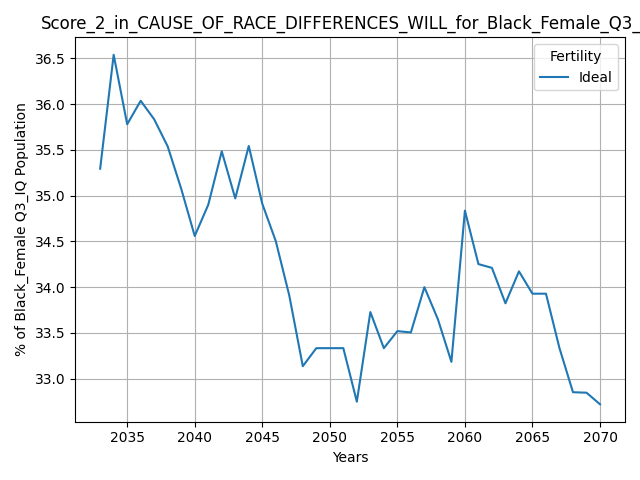 Score_2_in_CAUSE_OF_RACE_DIFFERENCES_WILL_for_Black_Female_Q3_
Fertility
Ideal
36.5
36.0
35.5
35.0
34.5
34.0
33.5
33.0
% of Black_Female Q3_IQ Population
2035 2040 2045 2050 2055 2060 2065 2070
Years